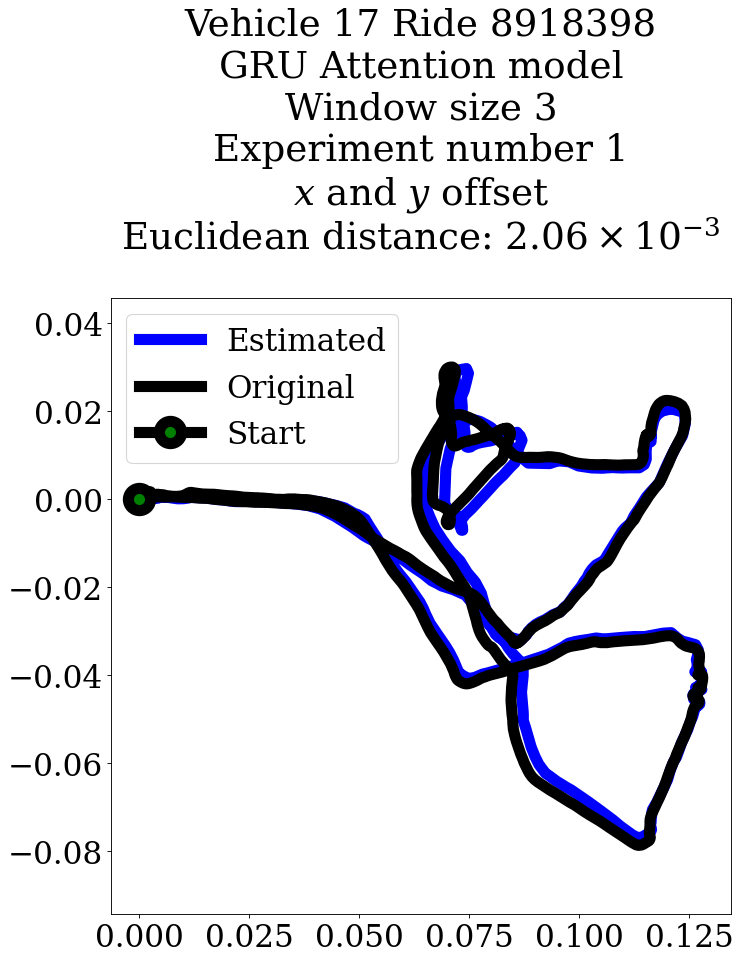 Vehicle 17 Ride 8918398
GRU Attention model
Window size 3
Experiment number 1
x and y offset
Euclidean distance: 2.06 × 10⁻³
Estimated
Original
Start
0.04
0.02
0.00
−0.02
−0.04
−0.06
−0.08
0.000 0.025 0.050 0.075 0.100 0.125